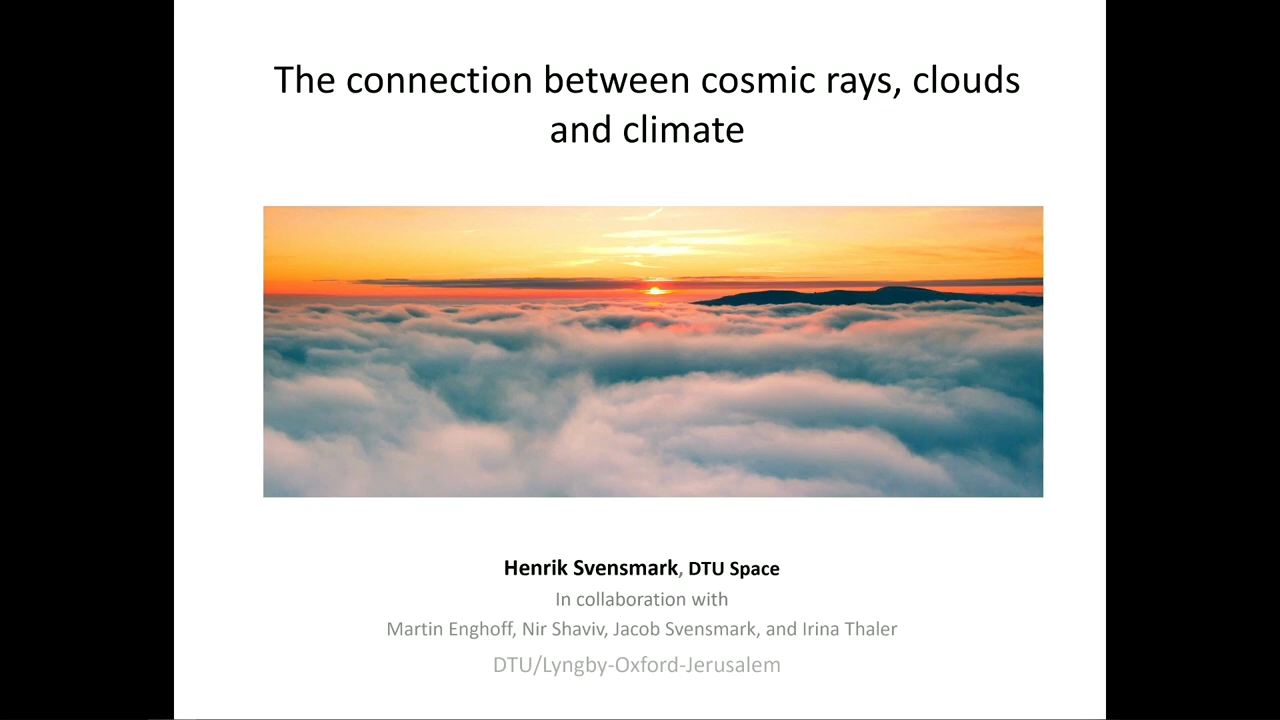 The connection between cosmic rays, clouds
and climate
Henrik Svensmark, DTU Space
In collaboration with
Martin Enghoff, Nir Shaviv, Jacob Svensmark, and Irina Thaler
DTU/Lyngby-Oxford-Jerusalem